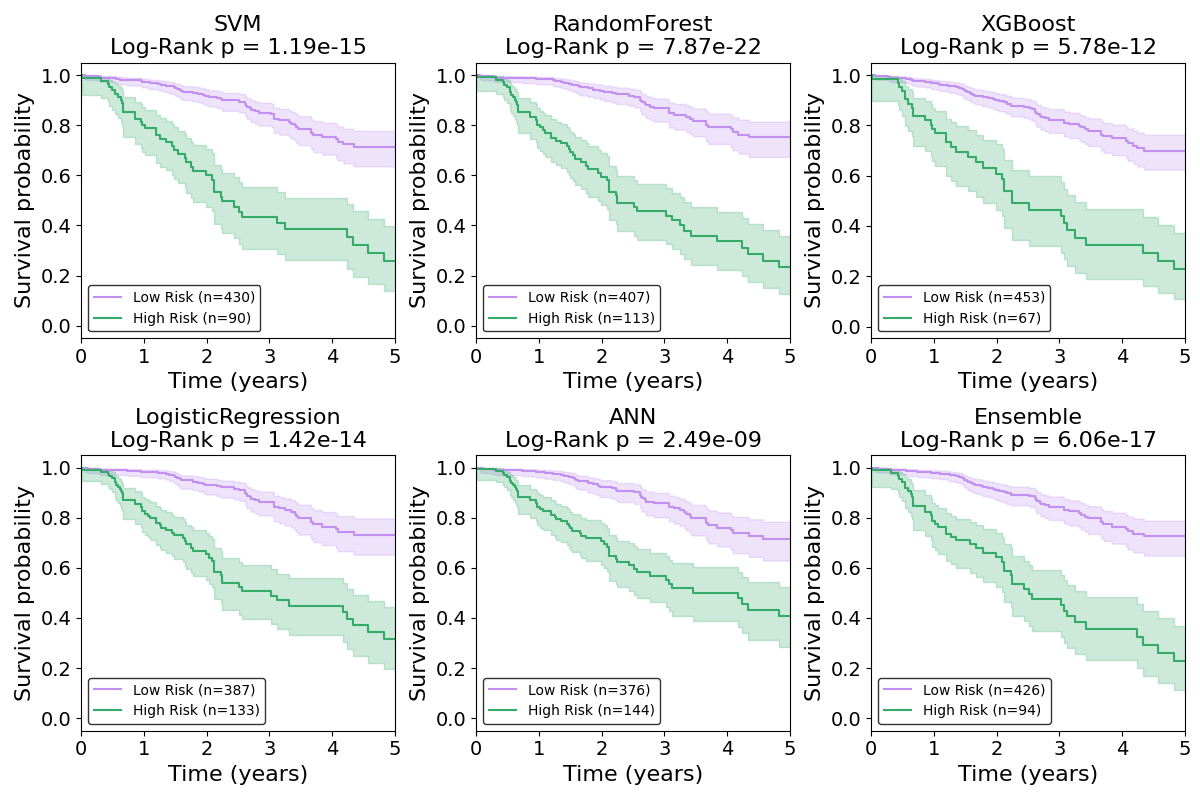 SVM
Log-Rank p = 1.19e-15
Survival probability
1.0
0.8
0.6
0.4
0.2
0.0
Low Risk (n=430)
High Risk (n=90)
0 1 2 3 4 5
Time (years)
RandomForest
Log-Rank p = 7.87e-22
Survival probability
1.0
0.8
0.6
0.4
0.2
0.0
Low Risk (n=407)
High Risk (n=113)
0 1 2 3 4 5
Time (years)
XGBoost
Log-Rank p = 5.78e-12
Survival probability
1.0
0.8
0.6
0.4
0.2
0.0
Low Risk (n=453)
High Risk (n=67)
0 1 2 3 4 5
Time (years)
LogisticRegression
Log-Rank p = 1.42e-14
Survival probability
1.0
0.8
0.6
0.4
0.2
0.0
Low Risk (n=387)
High Risk (n=133)
0 1 2 3 4 5
Time (years)
ANN
Log-Rank p = 2.49e-09
Survival probability
1.0
0.8
0.6
0.4
0.2
0.0
Low Risk (n=376)
High Risk (n=144)
0 1 2 3 4 5
Time (years)
Ensemble
Log-Rank p = 6.06e-17
Survival probability
1.0
0.8
0.6
0.4
0.2
0.0
Low Risk (n=426)
High Risk (n=94)
0 1 2 3 4 5
Time (years)